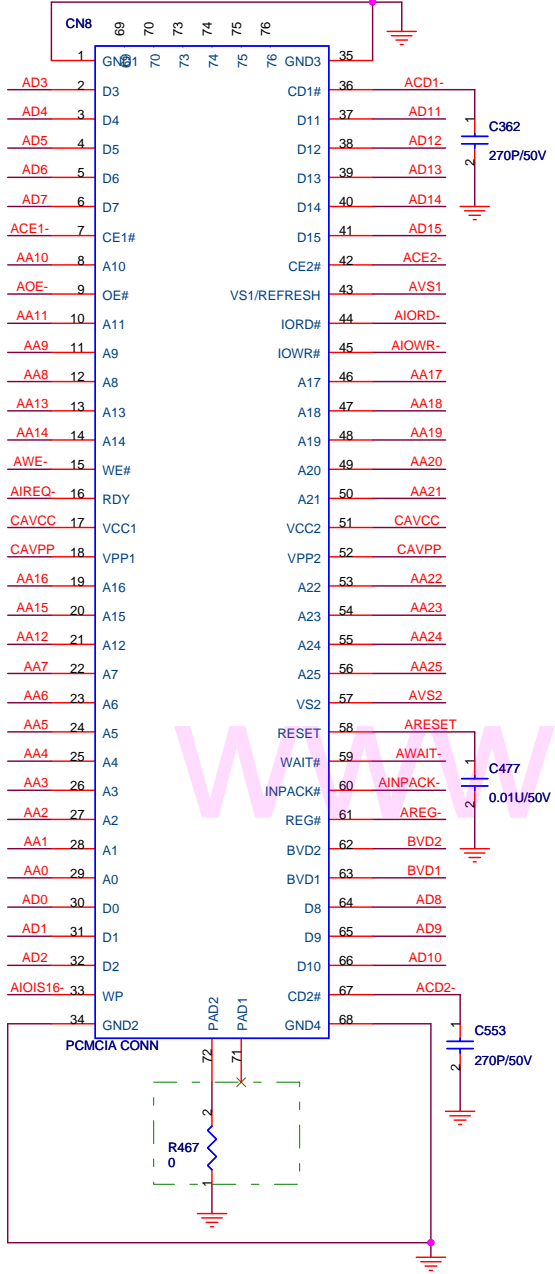 CN8 69 70 73 74 75 76
69 70 73 74 75 76
1 GND1 GND3 35
AD3 2 D3 CD1# 36 ACD1-
AD4 3 D4 D11 37 AD11
AD5 4 D5 D12 38 AD12
AD6 5 D6 D13 39 AD13
AD7 6 D7 D14 40 AD14
ACE1- 7 CE1# D15 41 AD15
AA10 8 A10 CE2# 42 ACE2-
AOE- 9 OE# VS1/REFRESH 43 AVS1
AA11 10 A11 IORD# 44 AIORD-
AA9 11 A9 IOWR# 45 AIOWR-
AA8 12 A8 A17 46 AA17
AA13 13 A13 A18 47 AA18
AA14 14 A14 A19 48 AA19
AWE- 15 WE# A20 49 AA20
AIREQ- 16 RDY A21 50 AA21
CAVCC 17 VCC1 VCC2 51 CAVCC
CAVPP 18 VPP1 VPP2 52 CAVPP
AA16 19 A16 A22 53 AA22
AA15 20 A15 A23 54 AA23
AA12 21 A12 A24 55 AA24
AA7 22 A7 A25 56 AA25
AA6 23 A6 VS2 57 AVS2
AA5 24 A5 RESET 58 ARESET
AA4 25 A4 WAIT# 59 AWAIT-
AA3 26 A3 INPACK# 60 AINPACK-
AA2 27 A2 REG# 61 AREG-
AA1 28 A1 BVD2 62 BVD2
AA0 29 A0 BVD1 63 BVD1
AD0 30 D0 D8 64 AD8
AD1 31 D1 D9 65 AD9
AD2 32 D2 D10 66 AD10
AIOIS16- 33 WP CD2# 67 ACD2-
34 GND2 PAD2 PAD1 GND4 68
PCMCIA CONN 72 71
1 C362
2 270P/50V
WWW
1 C477
2 0.01U/50V
1 C553
2 270P/50V
2
R467
0
1